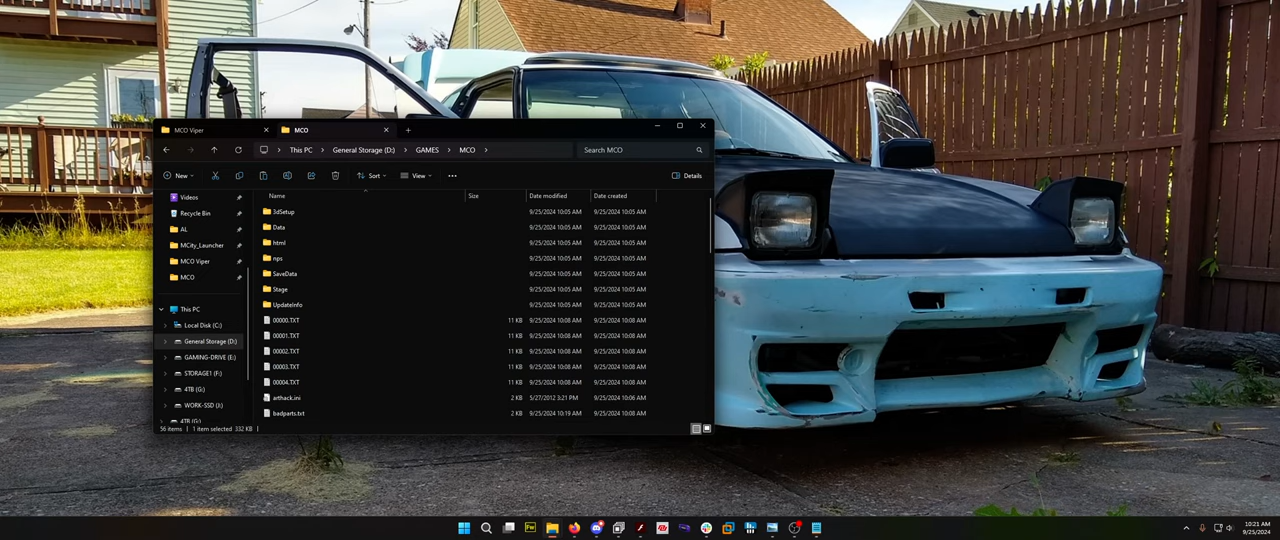 MCO Viper
MCO
This PC > General Storage (D:) > GAMES > MCO >
Search MCO
New
Sort
View
Details
Name Size Date modified Date created
Videos
Recycle Bin
AL
MCity_Launcher
MCO Viper
MCO
This PC
Local Disk (C:)
General Storage (D:)
GAMING-DRIVE (E:)
STORAGE1 (F:)
4TB (G:)
WORK-SSD (J:)
4TB (G:)
3dSetup 9/25/2024 10:05 AM 9/25/2024 10:05 AM
Data 9/25/2024 10:05 AM 9/25/2024 10:05 AM
html 9/25/2024 10:05 AM 9/25/2024 10:05 AM
nps 9/25/2024 10:05 AM 9/25/2024 10:05 AM
SaveData 9/25/2024 10:05 AM 9/25/2024 10:05 AM
Stage 9/25/2024 10:05 AM 9/25/2024 10:05 AM
UpdateInfo 9/25/2024 10:05 AM 9/25/2024 10:05 AM
00000.TXT 11 KB 9/25/2024 10:08 AM 9/25/2024 10:08 AM
00001.TXT 11 KB 9/25/2024 10:08 AM 9/25/2024 10:08 AM
00002.TXT 11 KB 9/25/2024 10:08 AM 9/25/2024 10:08 AM
00003.TXT 11 KB 9/25/2024 10:08 AM 9/25/2024 10:08 AM
00004.TXT 11 KB 9/25/2024 10:08 AM 9/25/2024 10:08 AM
arthack.ini 2 KB 5/27/2012 3:21 PM 9/25/2024 10:06 AM
badparts.txt 2 KB 9/25/2024 10:19 AM 9/25/2024 10:08 AM
56 items 1 item selected 332 KB
Fw
10:21 AM
9/25/2024